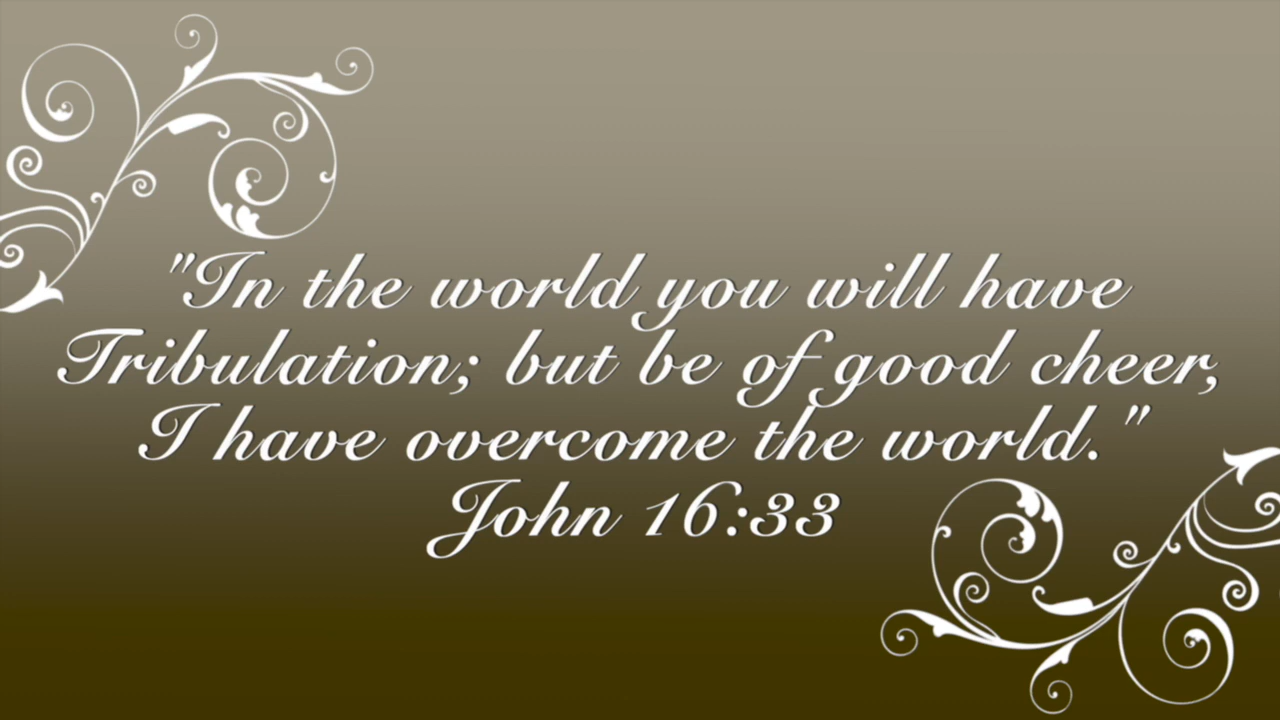 "In the world you will have
Tribulation; but be of good cheer,
I have overcome the world."
John 16:33